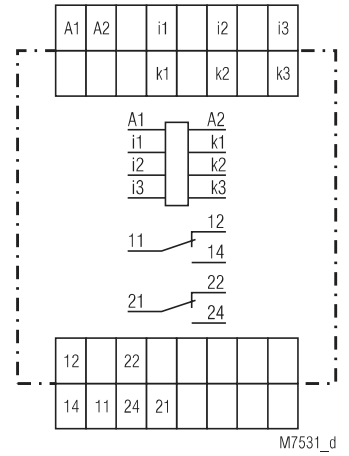 A1 A2 i1 i2 i3
k1 k2 k3
A1 A2
i1 k1
i2 k2
i3 k3
12
11
14
22
21
24
12 22
14 11 24 21
M7531_d